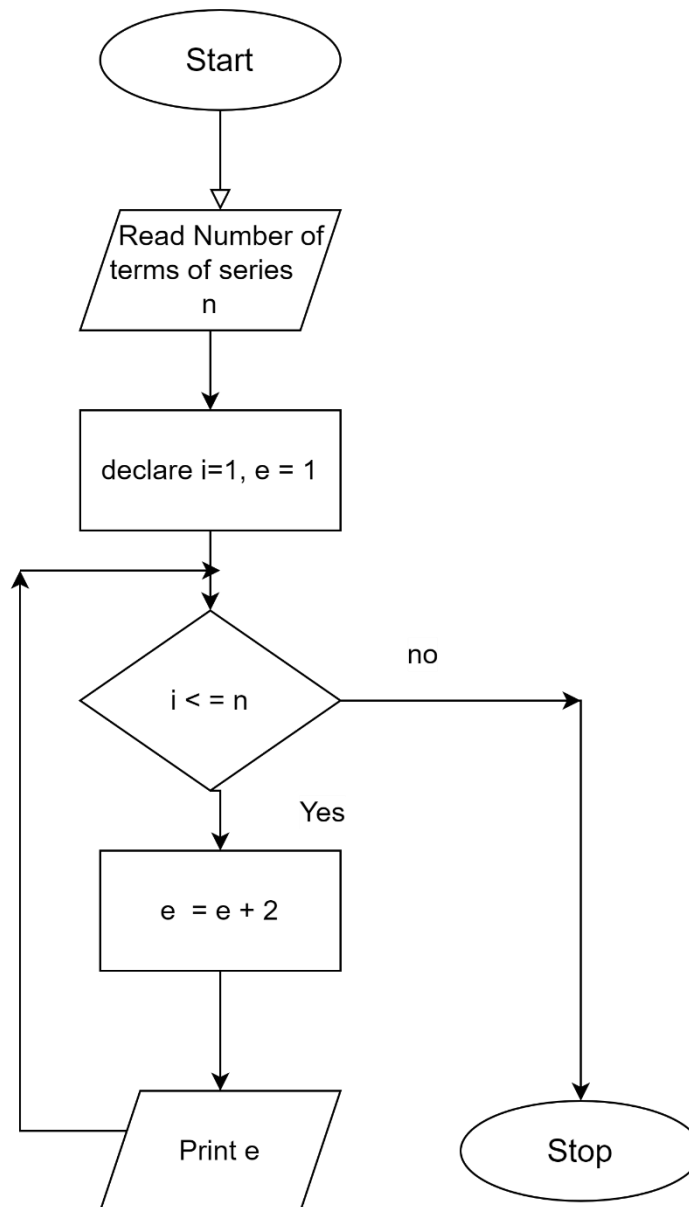 Start
Read Number of
terms of series
n
declare i=1, e = 1
i < = n
no
Yes
e  = e + 2
Print e
Stop